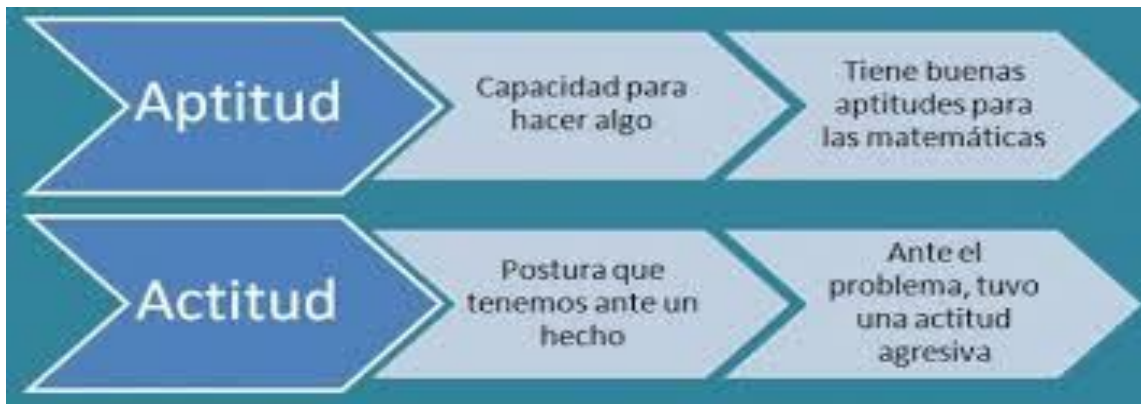 Aptitud
Capacidad para
hacer algo
Tiene buenas
aptitudes para
las matemáticas
Actitud
Postura que
tenemos ante un
hecho
Ante el
problema, tuvo
una actitud
agresiva